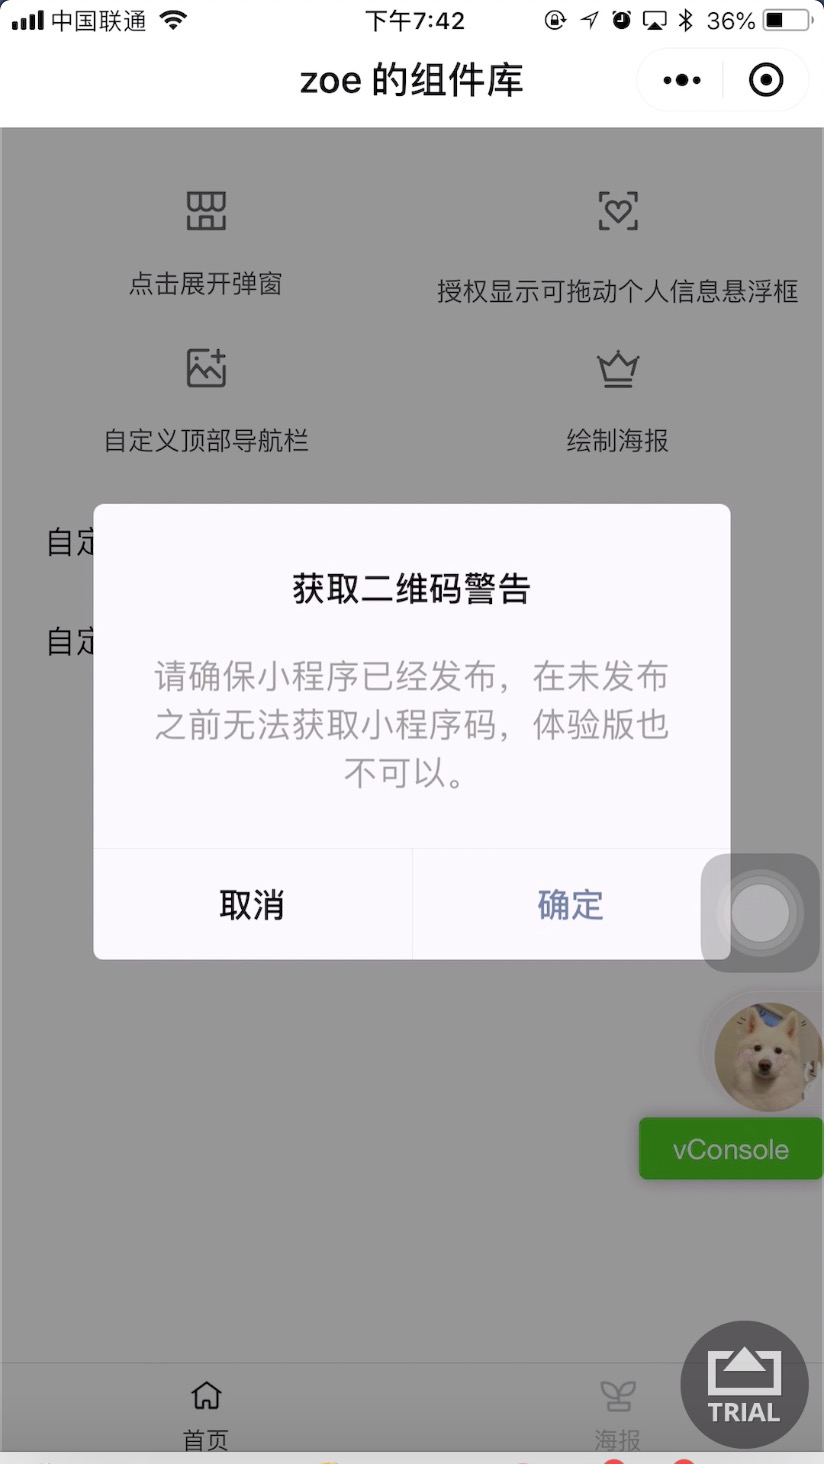 中国联通 下午7:42 36%
zoe 的组件库
点击展开弹窗
授权显示可拖动个人信息悬浮框
自定义顶部导航栏
绘制海报
自定
自定
获取二维码警告
请确保小程序已经发布，在未发布
之前无法获取小程序码，体验版也
不可以。
取消 确定
vConsole
TRIAL
首页 海报